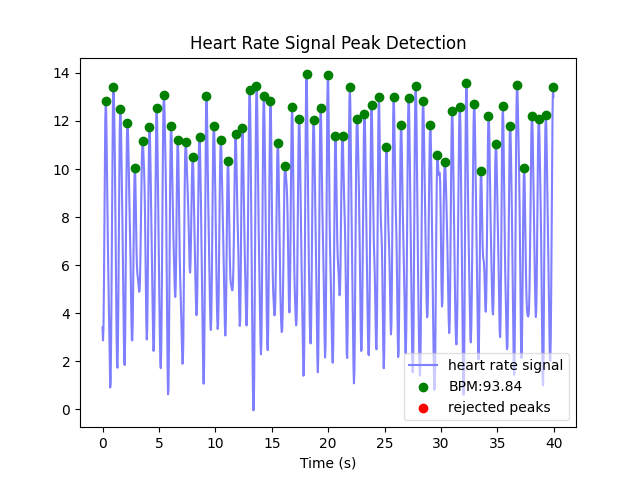 Heart Rate Signal Peak Detection
14
12
10
8
6
4
2
0
heart rate signal
BPM:93.84
rejected peaks
0 5 10 15 20 25 30 35 40
Time (s)